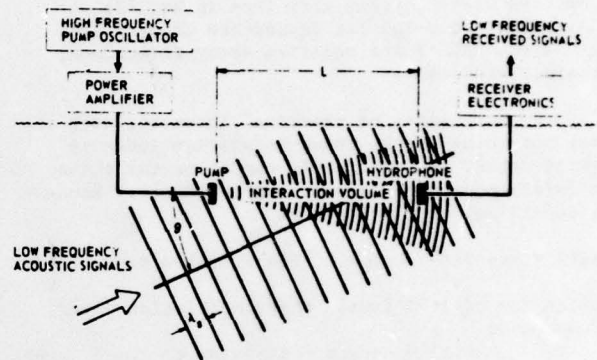 HIGH FREQUENCY
PUMP OSCILLATOR
LOW FREQUENCY
RECEIVED SIGNALS
L
POWER
AMPLIFIER
RECEIVER
ELECTRONICS
PUMP
HYDROPHONE
INTERACTION VOLUME
θ
LOW FREQUENCY
ACOUSTIC SIGNALS